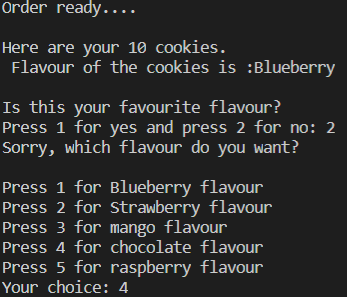 Order ready....
Here are your 10 cookies.
Flavour of the cookies is :Blueberry
Is this your favourite flavour?
Press 1 for yes and press 2 for no: 2
Sorry, which flavour do you want?
Press 1 for Blueberry flavour
Press 2 for Strawberry flavour
Press 3 for mango flavour
Press 4 for chocolate flavour
Press 5 for raspberry flavour
Your choice: 4